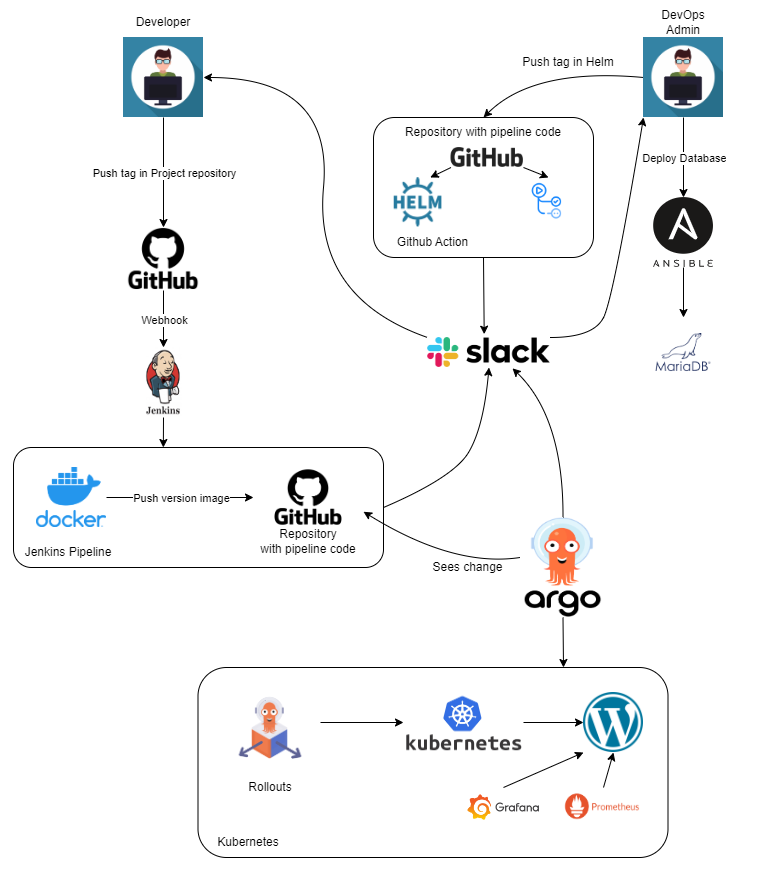 Developer
DevOps
Admin
Push tag in Helm
Repository with pipeline code
GitHub
HELM
Github Action
Deploy Database
Push tag in Project repository
ANSIBLE
GitHub
Webhook
slack
MariaDB
Jenkins
docker
Push version image
GitHub
Repository
with pipeline code
Jenkins Pipeline
Sees change
argo
kubernetes
Rollouts
Grafana
Prometheus
Kubernetes